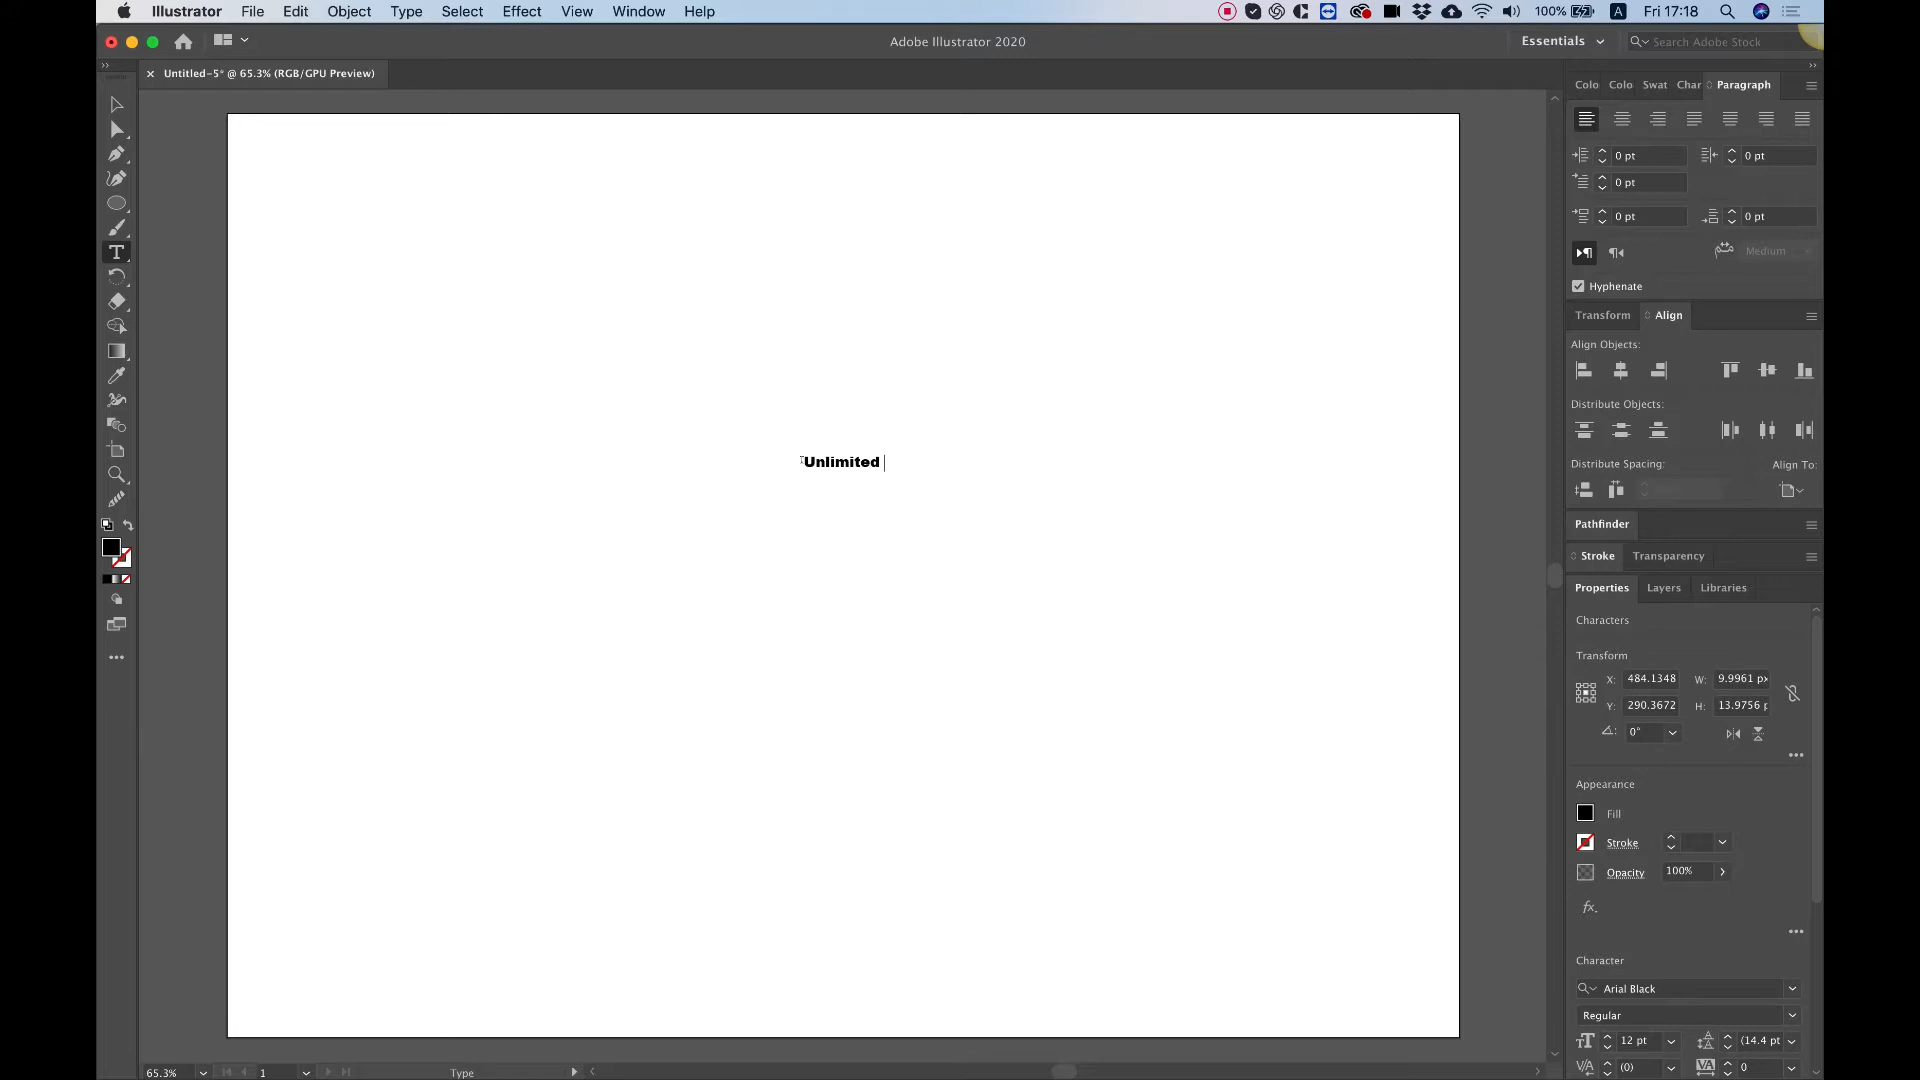 Illustrator File Edit Object Type Select Effect View Window Help 100% A Fri 17:18
Adobe Illustrator 2020 Essentials Search Adobe Stock
× Untitled-5* @ 65.3% (RGB/GPU Preview)
Colo Colo Swat Char Paragraph
0 pt 0 pt
0 pt
0 pt 0 pt
Medium
Hyphenate
Transform Align
Align Objects:
Distribute Objects:
Unlimited
Distribute Spacing: Align To:
Pathfinder
Stroke Transparency
Properties Layers Libraries
Characters
Transform
X: 484.1348 W: 9.9961 px
Y: 290.3672 H: 13.9756 p
0°
Appearance
Fill
Stroke
Opacity 100%
fx.
Character
Arial Black
Regular
12 pt (14.4 pt
(0) 0
65.3% 1 Type